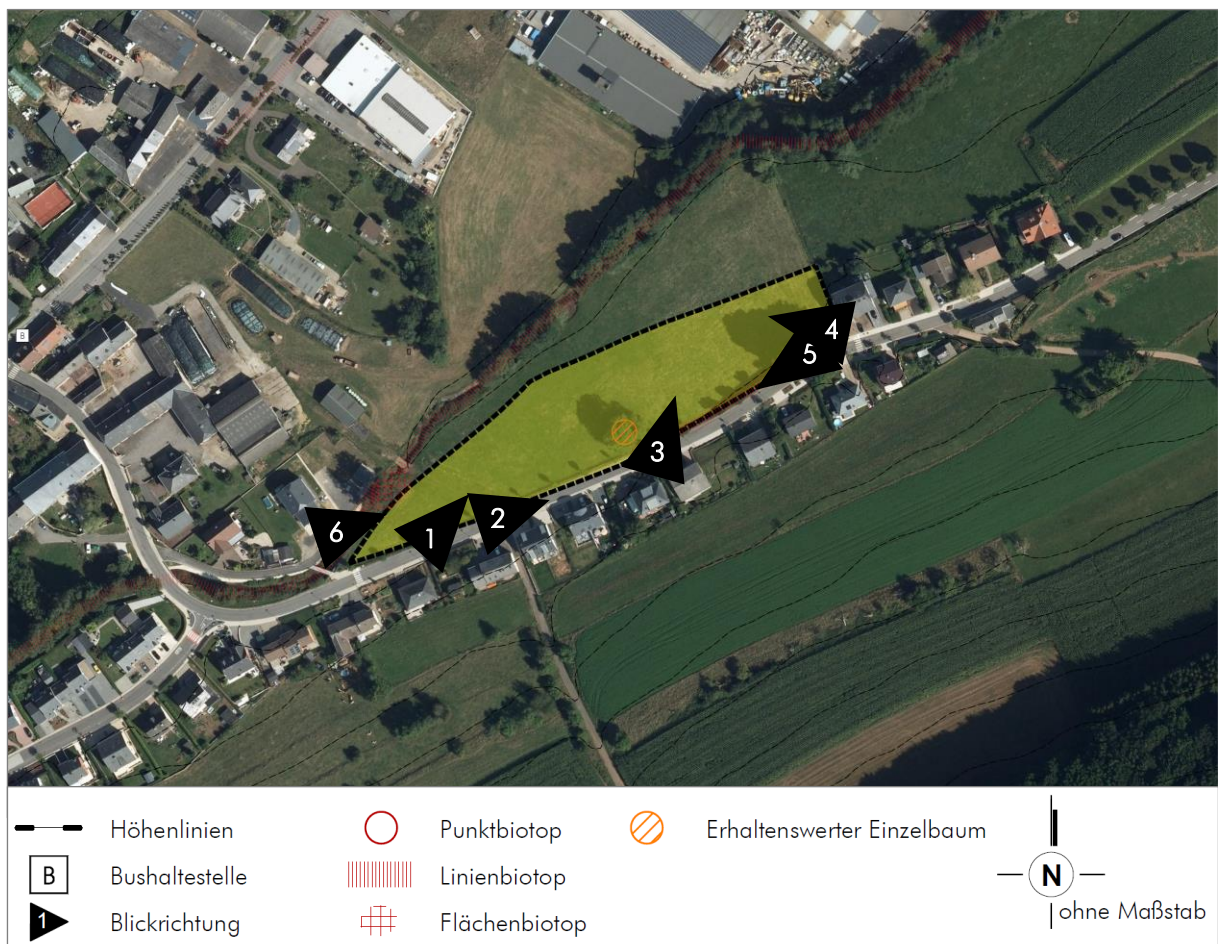 B
4
5
3
2
1
6
Höhenlinien
Punktbiotop
Erhaltenswerter Einzelbaum
B
Bushaltestelle
Linienbiotop
N
1
Blickrichtung
Flächenbiotop
ohne Maßstab